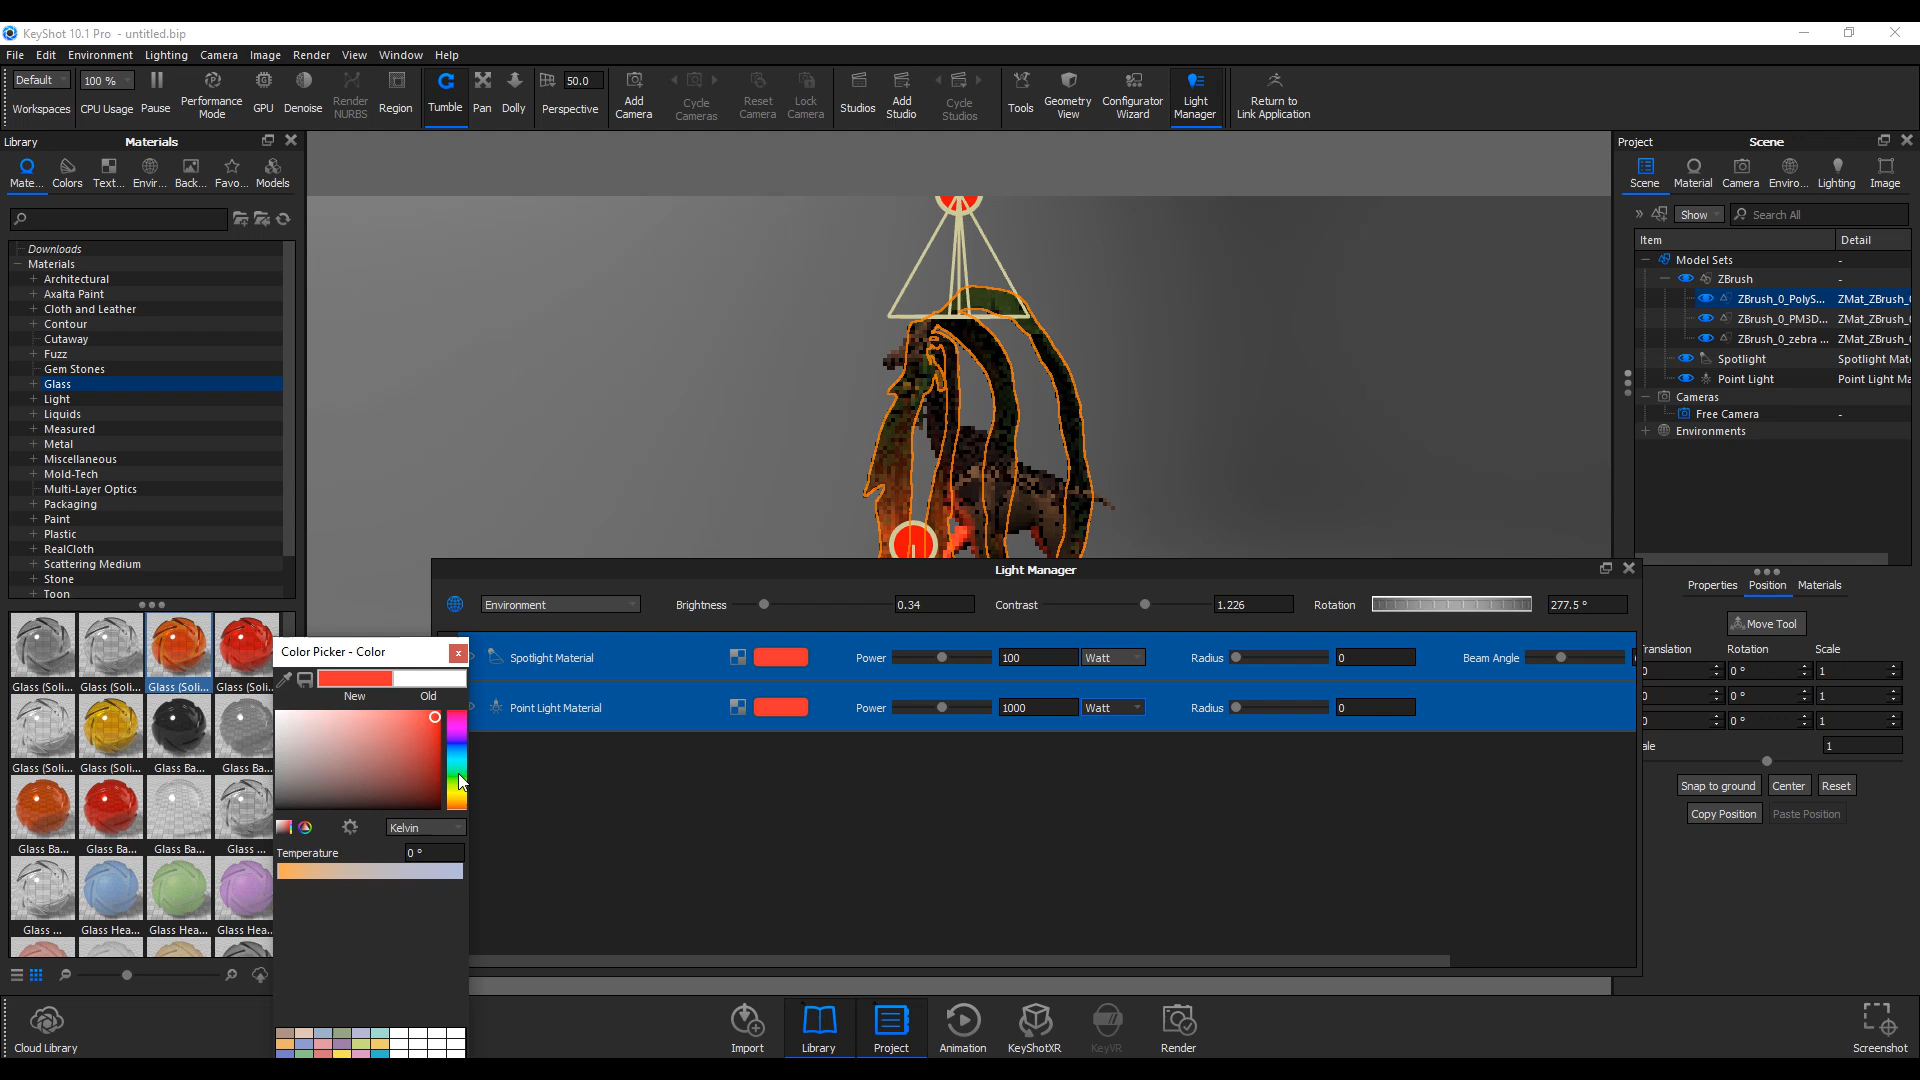 KeyShot 10.1 Pro - untitled.bip
File Edit Environment Lighting Camera Image Render View Window Help
Default 100 % 50.0
Workspaces CPU Usage Pause Performance Mode GPU Denoise Render NURBS Region Tumble Pan Dolly Perspective Add Camera Cycle Cameras Reset Camera Lock Camera Studios Add Studio Cycle Studios Tools Geometry View Configurator Wizard Light Manager Return to Link Application
Library Materials
Mate... Colors Text... Envir... Back... Favo... Models
Downloads
Materials
Architectural
Axalta Paint
Cloth and Leather
Contour
Cutaway
Fuzz
Gem Stones
Glass
Light
Liquids
Measured
Metal
Miscellaneous
Mold-Tech
Multi-Layer Optics
Packaging
Paint
Plastic
RealCloth
Scattering Medium
Stone
Toon
Glass (Soli... Glass (Soli... Glass (Soli... Glass (Soli...
Glass (Soli... Glass (Soli... Glass Ba... Glass Ba...
Glass Ba... Glass Ba... Glass Ba... Glass ...
Glass ... Glass Hea... Glass Hea... Glass Hea...
Cloud Library
Color Picker - Color
New Old
Kelvin
Temperature 0 °
Light Manager
Environment Brightness 0.34 Contrast 1.226 Rotation 277.5 °
Spotlight Material Power 100 Watt Radius 0 Beam Angle
Point Light Material Power 1000 Watt Radius 0
Project Scene
Scene Material Camera Enviro... Lighting Image
Show Search All
Item Detail
Model Sets -
ZBrush -
ZBrush_0_PolyS... ZMat_ZBrush_
ZBrush_0_PM3D... ZMat_ZBrush_
ZBrush_0_zebra ... ZMat_ZBrush_
Spotlight Spotlight Mat
Point Light Point Light Ma
Cameras
Free Camera -
Environments
Properties Position Materials
Move Tool
ranslation Rotation Scale
0 0 ° 1
0 0 ° 1
0 0 ° 1
ale 1
Snap to ground Center Reset
Copy Position Paste Position
Import Library Project Animation KeyShotXR KeyVR Render Screenshot